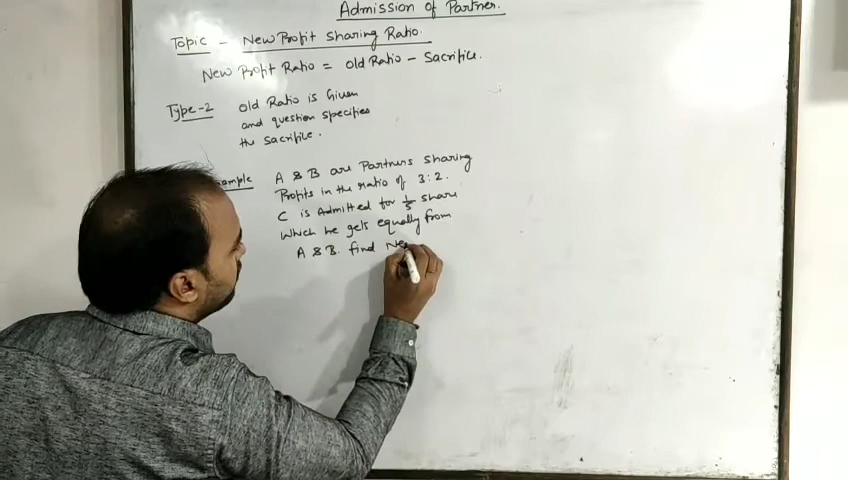 Admission of Partner.
Topic - New Profit Sharing Ratio.
New Profit Ratio = Old Ratio - Sacrifice.
Type-2 Old Ratio is Given
and question specifies
the Sacrifice.
ample A & B are Partners sharing
Profits in the ratio of 3:2.
C is Admitted for 1/5 share
Which he gets equally from
A & B. find Ne